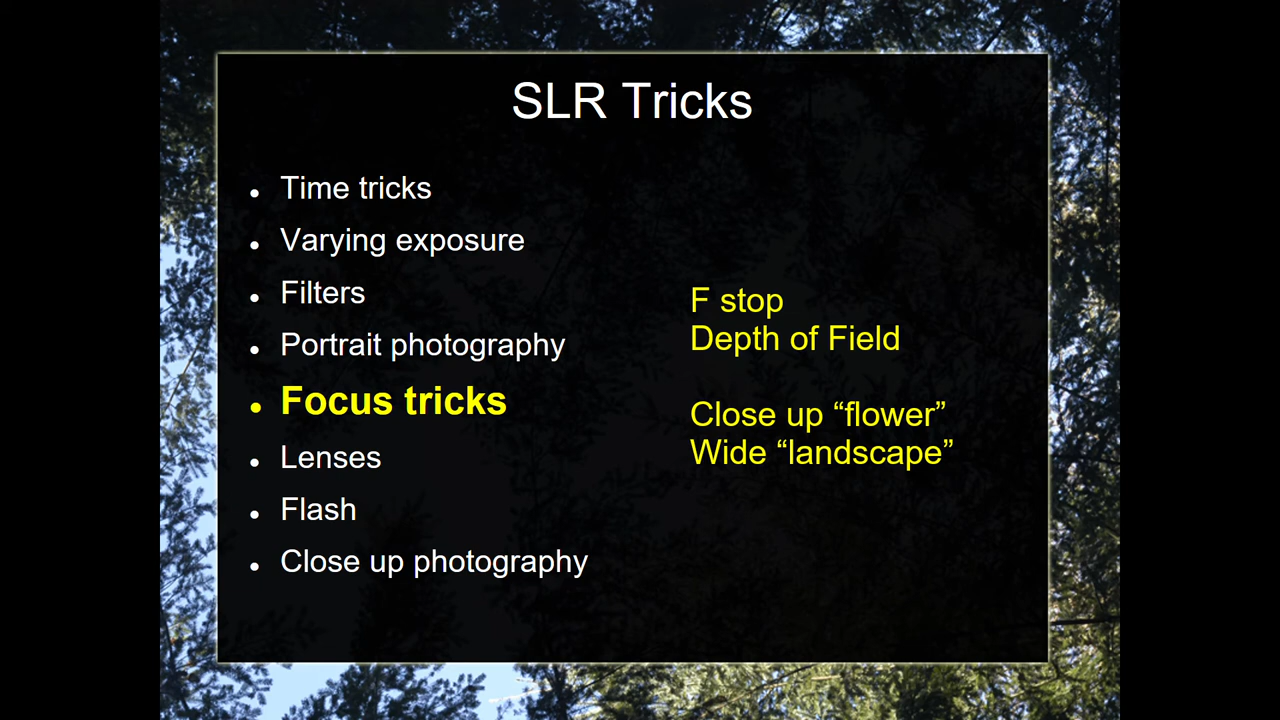 SLR Tricks
Time tricks
Varying exposure
Filters
Portrait photography
Focus tricks
Lenses
Flash
Close up photography
F stop
Depth of Field
Close up “flower”
Wide “landscape”